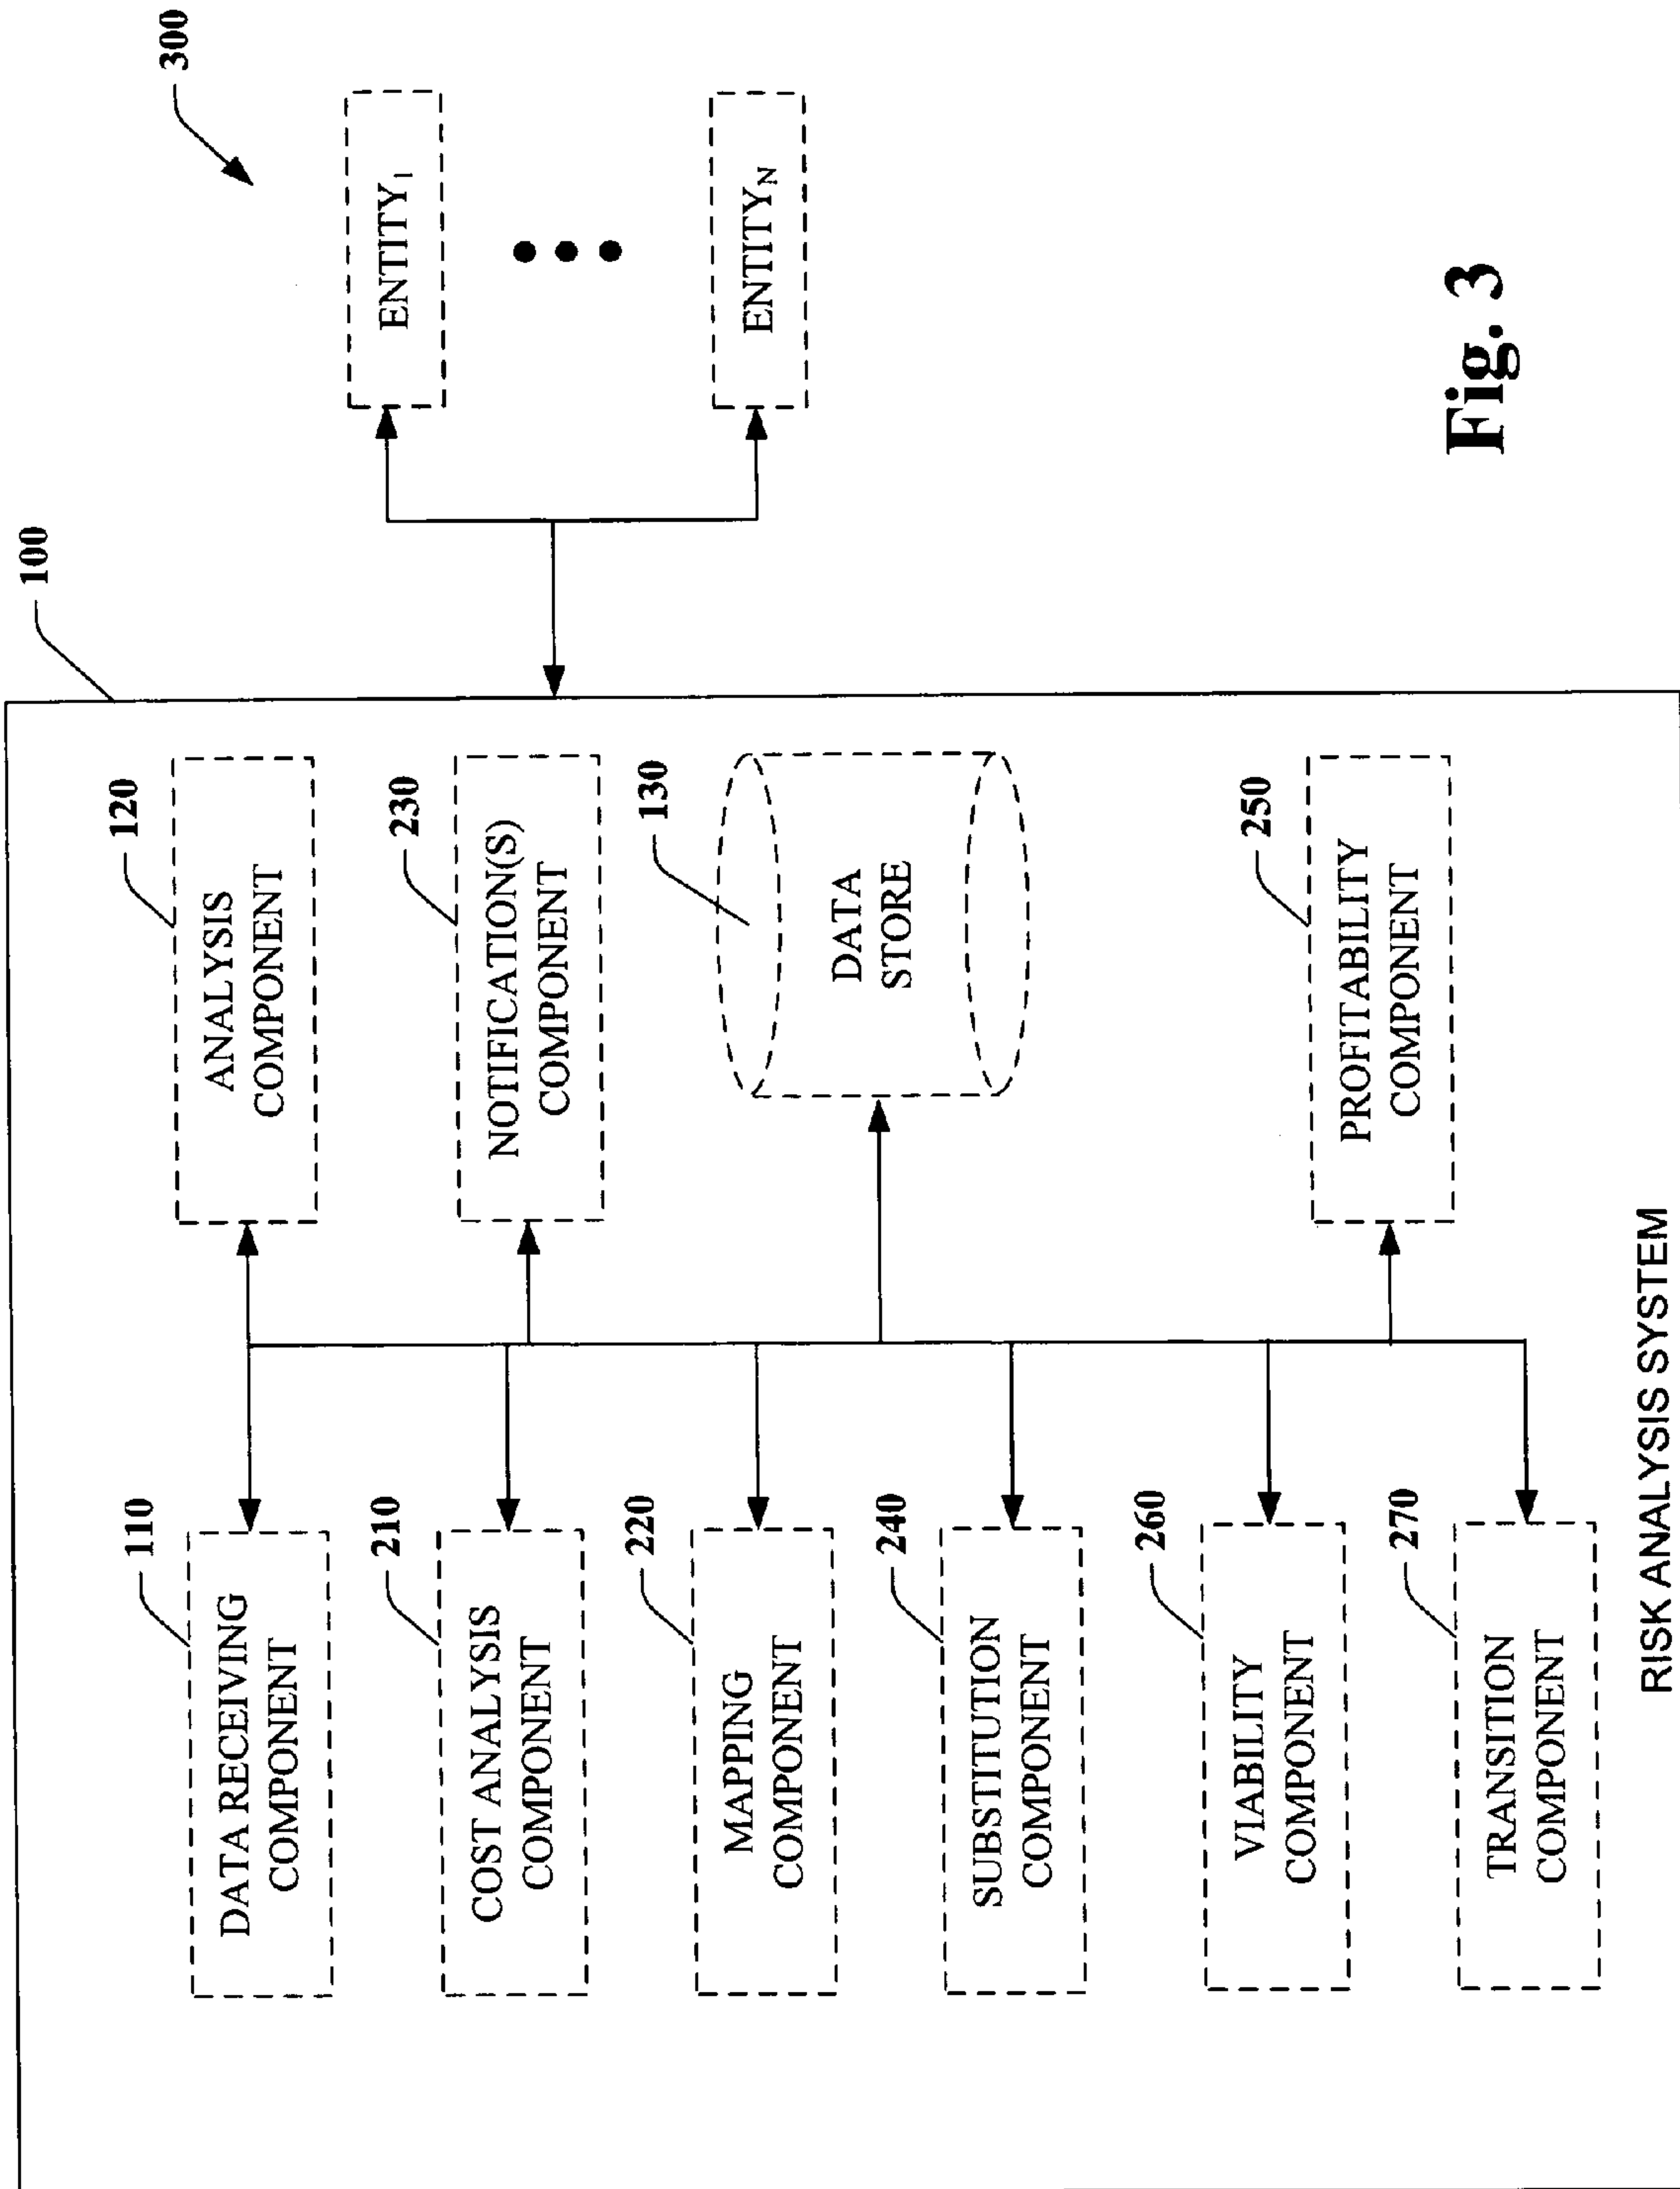 100
300
110
DATA RECEIVING
COMPONENT
120
ANALYSIS
COMPONENT
210
COST ANALYSIS
COMPONENT
230
NOTIFICATION(S)
COMPONENT
220
MAPPING
COMPONENT
130
DATA
STORE
240
SUBSTITUTION
COMPONENT
260
VIABILITY
COMPONENT
250
PROFITABILITY
COMPONENT
270
TRANSITION
COMPONENT
RISK ANALYSIS SYSTEM
ENTITY1
ENTITYN
Fig. 3